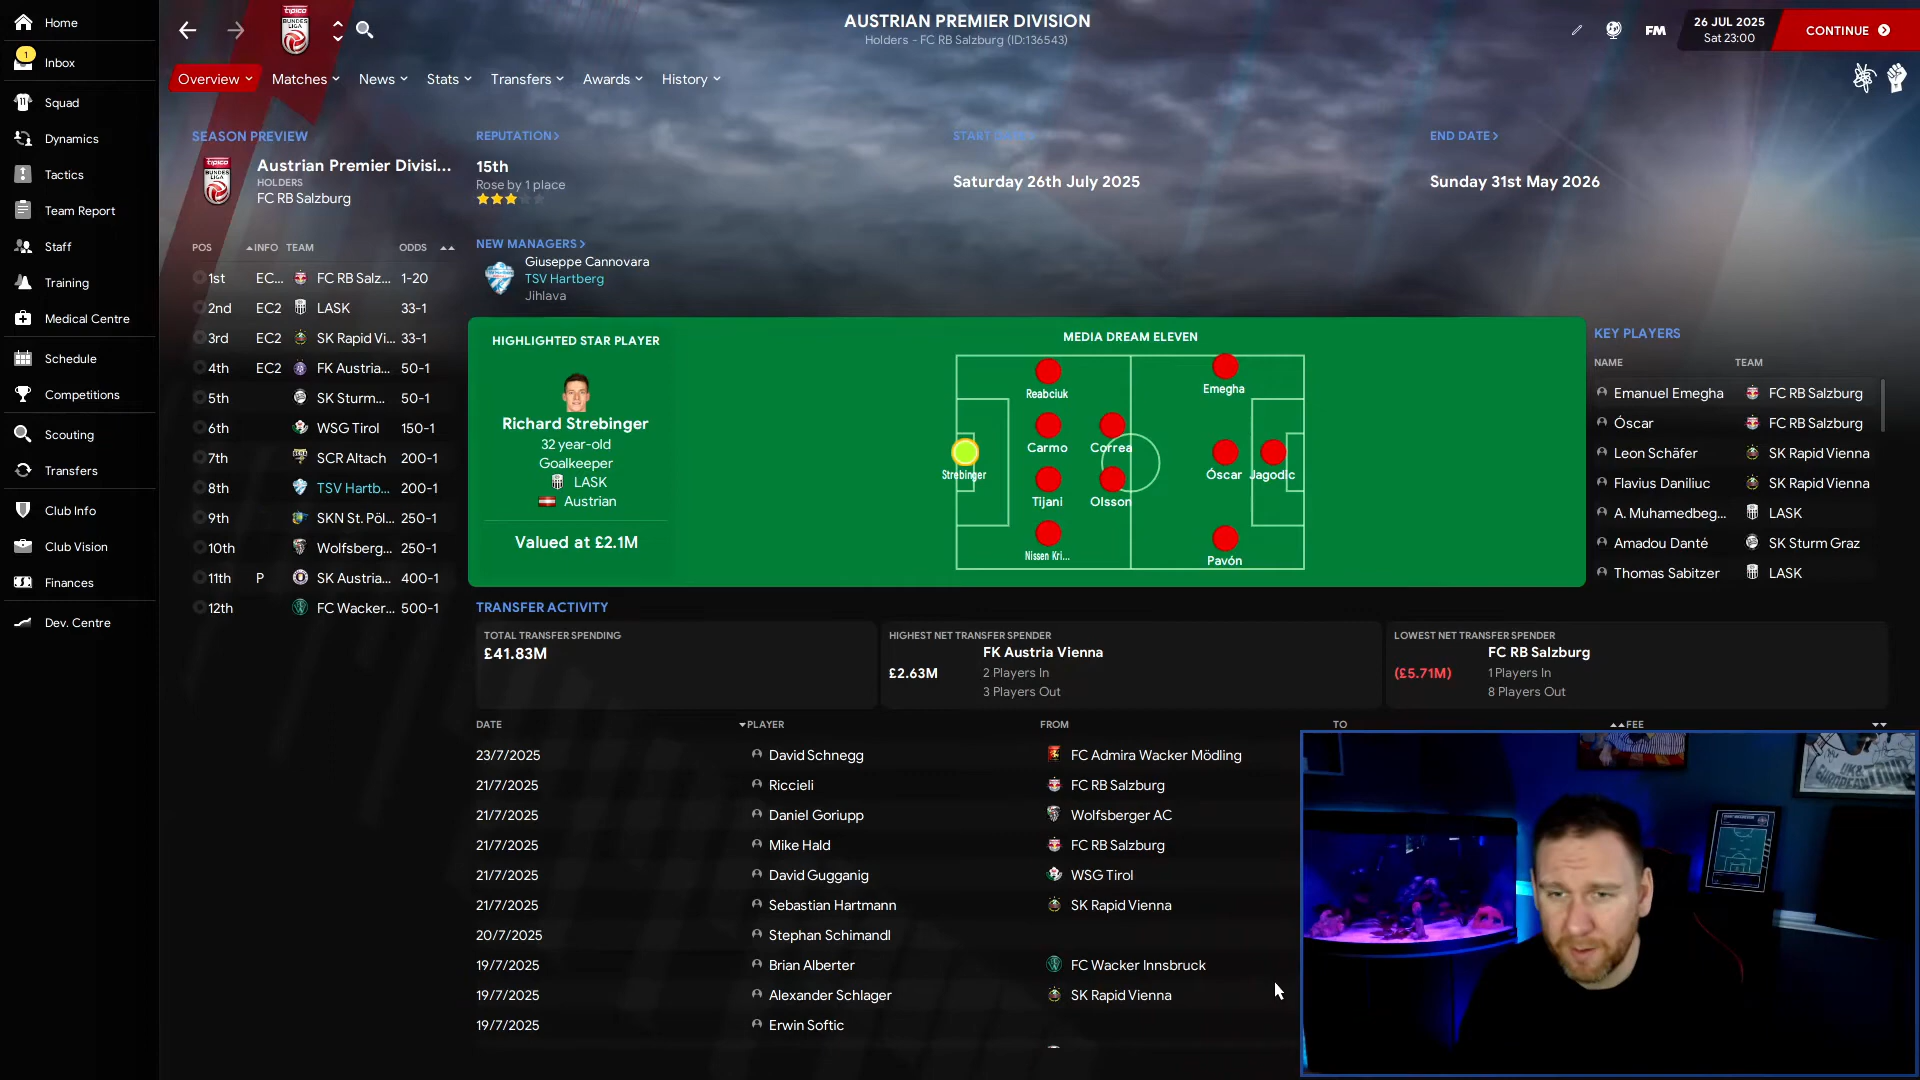 Home
Inbox
1
Squad
Dynamics
Tactics
Team Report
Staff
Training
Medical Centre
Schedule
Competitions
Scouting
Transfers
Club Info
Club Vision
Finances
Dev. Centre
AUSTRIAN PREMIER DIVISION
Holders - FC RB Salzburg (ID:136543)
FM
26 JUL 2025
Sat 23:00
CONTINUE
Overview Matches News Stats Transfers Awards History
SEASON PREVIEW
Austrian Premier Divisi...
HOLDERS
FC RB Salzburg
POS INFO TEAM ODDS
1st EC... FC RB Salz... 1-20
2nd EC2 LASK 33-1
3rd EC2 SK Rapid Vi... 33-1
4th EC2 FK Austria... 50-1
5th SK Sturm... 50-1
6th WSG Tirol 150-1
7th SCR Altach 200-1
8th TSV Hartb... 200-1
9th SKN St. Pöl... 250-1
10th Wolfsberg... 250-1
11th P SK Austria... 400-1
12th FC Wacker... 500-1
REPUTATION>
15th
Rose by 1 place
START
Saturday 26th July 2025
END DATE>
Sunday 31st May 2026
NEW MANAGERS >
Giuseppe Cannovara
TSV Hartberg
Jihlava
HIGHLIGHTED STAR PLAYER
Richard Strebinger
32 year-old
Goalkeeper
LASK
Austrian
Valued at £2.1M
MEDIA DREAM ELEVEN
Reabciuk
Emegha
Carmo
Correa
Strebinger
Óscar
Jagodic
Tijani
Olsson
Nissen Kri...
Pavón
KEY PLAYERS
NAME TEAM
Emanuel Emegha FC RB Salzburg
Óscar FC RB Salzburg
Leon Schäfer SK Rapid Vienna
Flavius Daniliuc SK Rapid Vienna
A. Muhamedbeg... LASK
Amadou Danté SK Sturm Graz
Thomas Sabitzer LASK
TRANSFER ACTIVITY
TOTAL TRANSFER SPENDING
£41.83M
HIGHEST NET TRANSFER SPENDER
FK Austria Vienna
£2.63M
2 Players In
3 Players Out
LOWEST NET TRANSFER SPENDER
FC RB Salzburg
(£5.71M)
1 Players In
8 Players Out
DATE PLAYER FROM TO FEE
23/7/2025 David Schnegg FC Admira Wacker Mödling
21/7/2025 Riccieli FC RB Salzburg
21/7/2025 Daniel Goriupp Wolfsberger AC
21/7/2025 Mike Hald FC RB Salzburg
21/7/2025 David Gugganig WSG Tirol
21/7/2025 Sebastian Hartmann SK Rapid Vienna
20/7/2025 Stephan Schimandl
19/7/2025 Brian Alberter FC Wacker Innsbruck
19/7/2025 Alexander Schlager SK Rapid Vienna
19/7/2025 Erwin Softic